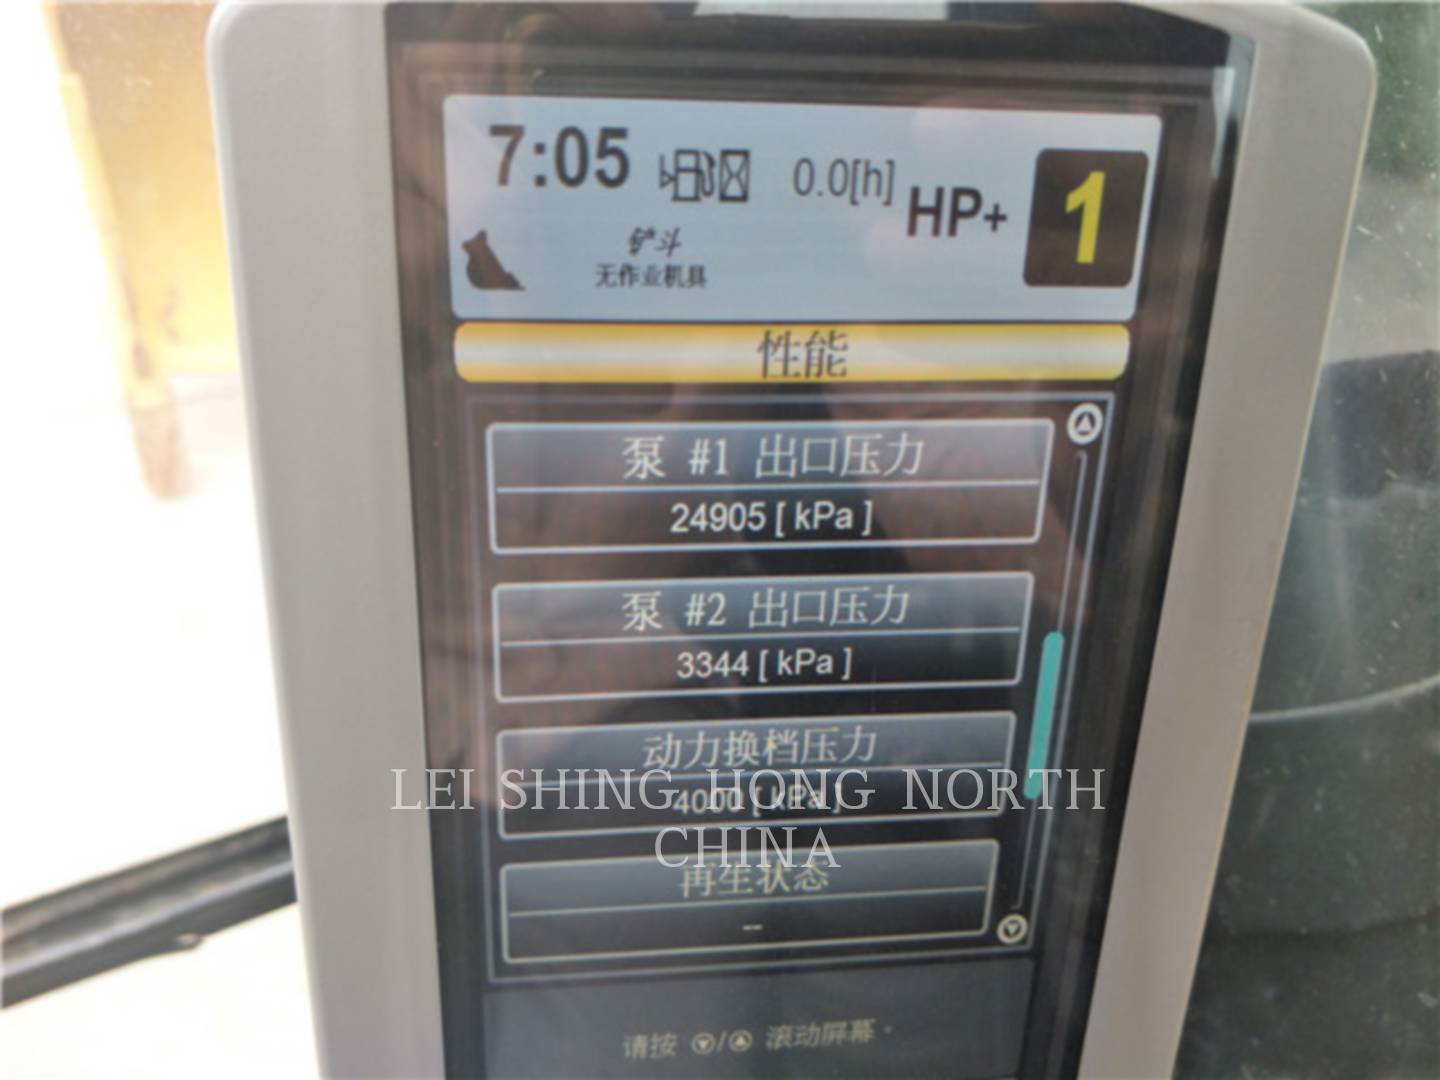 7:05 0.0[h] HP+ 1
铲斗
无作业机具
性能
泵 #1 出口压力
24905 [ kPa ]
泵 #2 出口压力
3344 [ kPa ]
动力换档压力
4000 [ kPa ]
LEI SHING HONG NORTH
CHINA
再生状态
--
请按 / 滚动屏幕。